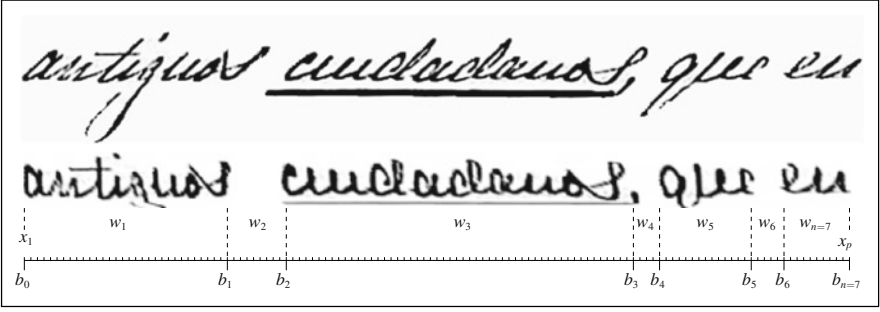 antiguos ciudadanos, que en
antiguos ciudadanos, que en
w₁ w₂ w₃ w₄ w₅ w₆ wₙ₌₇
x₁ xₚ
b₀ b₁ b₂ b₃ b₄ b₅ b₆ bₙ₌₇